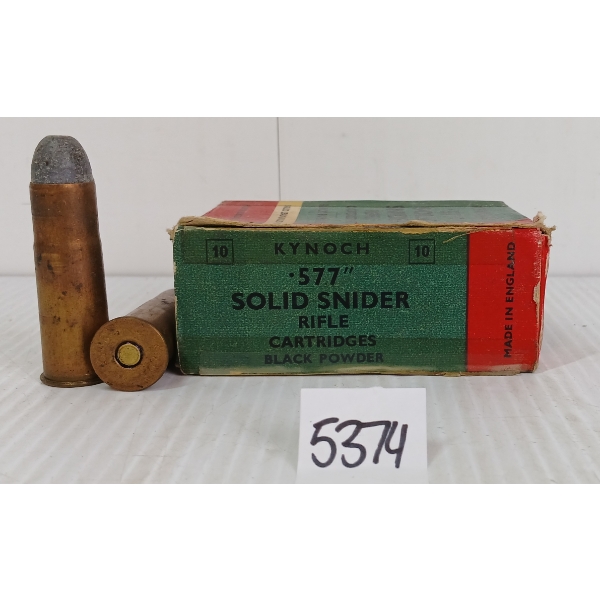 10 KYNOCH 10
·577"
SOLID SNIDER
RIFLE
CARTRIDGES
BLACK POWDER
MADE IN ENGLAND
5374